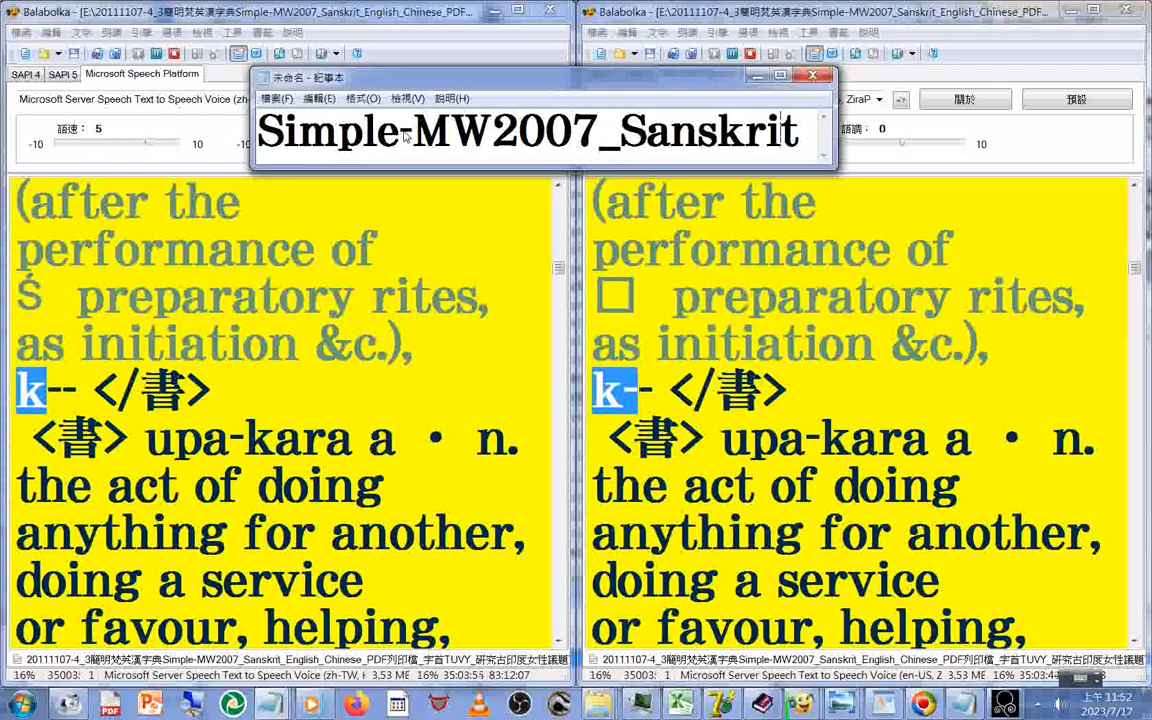 Balabolka - [E:\20111107-4_3簡明梵英漢字典Simple-MW2007_Sanskrit_English_Chinese_PDF...
Balabolka - [E:\20111107-4_3簡明梵英漢字典Simple-MW2007_Sanskrit_English_Chinese_PDF...
SAPI 4 SAPI 5 Microsoft Speech Platform
未命名 - 記事本
檔案(F) 編輯(E) 格式(O) 檢視(V) 說明(H)
Simple-MW2007_Sanskrit
Microsoft Server Speech Text to Speech Voice (zh-
ZiraP
關於
預設
語速: 5
-10
10
-10
語調: 0
10
(after the
performance of
Ś preparatory rites,
as initiation &c.),
k-- </書>
<書> upa-kara a • n.
the act of doing
anything for another,
doing a service
or favour, helping,
(after the
performance of
□ preparatory rites,
as initiation &c.),
k-- </書>
<書> upa-kara a • n.
the act of doing
anything for another,
doing a service
or favour, helping,
20111107-4_3簡明梵英漢字典Simple-MW2007_Sanskrit_English_Chinese_PDF列印檔_字首TUVY_研究古印度女性議題
20111107-4_3簡明梵英漢字典Simple-MW2007_Sanskrit_English_Chinese_PDF列印檔_字首TUVY_研究古印度女性議題
16% 35003: 1 Microsoft Server Speech Text to Speech Voice (zh-TW, H 3.53 ME 35:03:55 83:12:07
16% 35003: 1 Microsoft Server Speech Text to Speech Voice (en-US, Z 3.53 ME 35:03:4
上午 11:52
2023/7/17